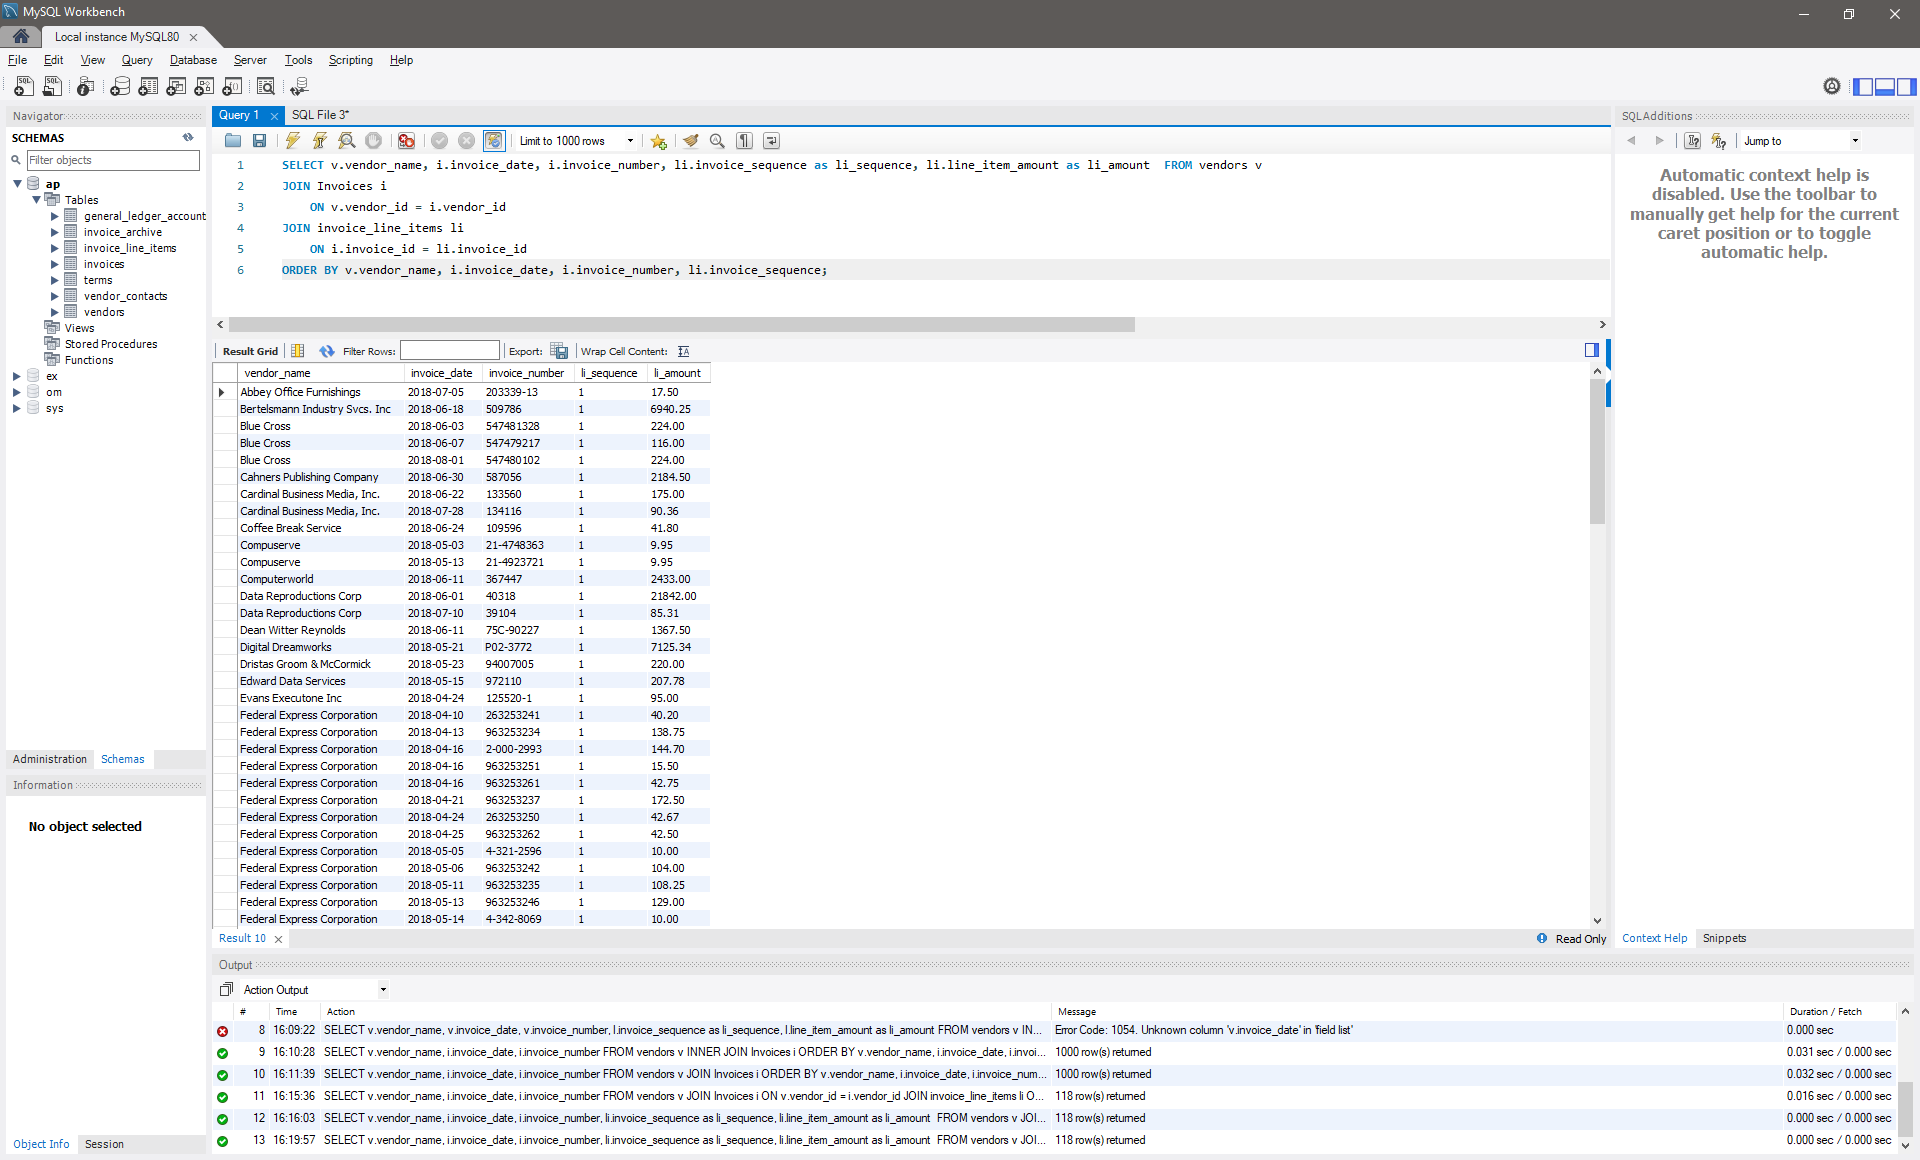 MySQL Workbench
Local instance MySQL80
File Edit View Query Database Server Tools Scripting Help
Navigator
SCHEMAS
Filter objects
ap
Tables
general_ledger_account
invoice_archive
invoice_line_items
invoices
terms
vendor_contacts
vendors
Views
Stored Procedures
Functions
ex
om
sys
Administration Schemas
Information
No object selected
Object Info Session
Query 1 SQL File 3*
Limit to 1000 rows
1 SELECT v.vendor_name, i.invoice_date, i.invoice_number, li.invoice_sequence as li_sequence, li.line_item_amount as li_amount FROM vendors v
2 JOIN Invoices i
3 ON v.vendor_id = i.vendor_id
4 JOIN invoice_line_items li
5 ON i.invoice_id = li.invoice_id
6 ORDER BY v.vendor_name, i.invoice_date, i.invoice_number, li.invoice_sequence;
Result Grid Filter Rows: Export: Wrap Cell Content: IA
vendor_name invoice_date invoice_number li_sequence li_amount
Abbey Office Furnishings 2018-07-05 203339-13 1 17.50
Bertelsmann Industry Svcs. Inc 2018-06-18 509786 1 6940.25
Blue Cross 2018-06-03 547481328 1 224.00
Blue Cross 2018-06-07 547479217 1 116.00
Blue Cross 2018-08-01 547480102 1 224.00
Cahners Publishing Company 2018-06-30 587056 1 2184.50
Cardinal Business Media, Inc. 2018-06-22 133560 1 175.00
Cardinal Business Media, Inc. 2018-07-28 134116 1 90.36
Coffee Break Service 2018-06-24 109596 1 41.80
Compuserve 2018-05-03 21-4748363 1 9.95
Compuserve 2018-05-13 21-4923721 1 9.95
Computerworld 2018-06-11 367447 1 2433.00
Data Reproductions Corp 2018-06-01 40318 1 21842.00
Data Reproductions Corp 2018-07-10 39104 1 85.31
Dean Witter Reynolds 2018-06-11 75C-90227 1 1367.50
Digital Dreamworks 2018-05-21 P02-3772 1 7125.34
Dristas Groom & McCormick 2018-05-23 94007005 1 220.00
Edward Data Services 2018-05-15 972110 1 207.78
Evans Executone Inc 2018-04-24 125520-1 1 95.00
Federal Express Corporation 2018-04-10 263253241 1 40.20
Federal Express Corporation 2018-04-13 963253234 1 138.75
Federal Express Corporation 2018-04-16 2-000-2993 1 144.70
Federal Express Corporation 2018-04-16 963253251 1 15.50
Federal Express Corporation 2018-04-16 963253261 1 42.75
Federal Express Corporation 2018-04-21 963253237 1 172.50
Federal Express Corporation 2018-04-24 263253250 1 42.67
Federal Express Corporation 2018-04-25 963253262 1 42.50
Federal Express Corporation 2018-05-05 4-321-2596 1 10.00
Federal Express Corporation 2018-05-06 963253242 1 104.00
Federal Express Corporation 2018-05-11 963253235 1 108.25
Federal Express Corporation 2018-05-13 963253246 1 129.00
Federal Express Corporation 2018-05-14 4-342-8069 1 10.00
Result 10 Read Only
SQLAdditions
Jump to
Automatic context help is
disabled. Use the toolbar to
manually get help for the current
caret position or to toggle
automatic help.
Context Help Snippets
Output
Action Output
# Time Action Message Duration / Fetch
8 16:09:22 SELECT v.vendor_name, v.invoice_date, v.invoice_number, l.invoice_sequence as li_sequence, l.line_item_amount as li_amount FROM vendors v IN... Error Code: 1054. Unknown column 'v.invoice_date' in 'field list' 0.000 sec
9 16:10:28 SELECT v.vendor_name, i.invoice_date, i.invoice_number FROM vendors v INNER JOIN Invoices i ORDER BY v.vendor_name, i.invoice_date, i.invoi... 1000 row(s) returned 0.031 sec / 0.000 sec
10 16:11:39 SELECT v.vendor_name, i.invoice_date, i.invoice_number FROM vendors v JOIN Invoices i ORDER BY v.vendor_name, i.invoice_date, i.invoice_num... 1000 row(s) returned 0.032 sec / 0.000 sec
11 16:15:36 SELECT v.vendor_name, i.invoice_date, i.invoice_number FROM vendors v JOIN Invoices i ON v.vendor_id = i.vendor_id JOIN invoice_line_items li O... 118 row(s) returned 0.016 sec / 0.000 sec
12 16:16:03 SELECT v.vendor_name, i.invoice_date, i.invoice_number, li.invoice_sequence as li_sequence, li.line_item_amount as li_amount FROM vendors v JOI... 118 row(s) returned 0.000 sec / 0.000 sec
13 16:19:57 SELECT v.vendor_name, i.invoice_date, i.invoice_number, li.invoice_sequence as li_sequence, li.line_item_amount as li_amount FROM vendors v JOI... 118 row(s) returned 0.000 sec / 0.000 sec